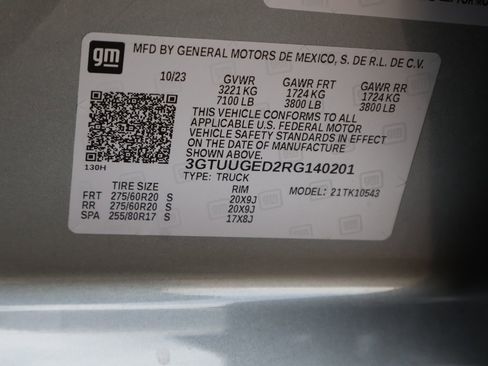 gm
MFD BY GENERAL MOTORS DE MEXICO, S. DE R.L. DE C.V.
10/23 GVWR GAWR FRT GAWR RR
3221 KG 1724 KG 1724 KG
7100 LB 3800 LB 3800 LB
THIS VEHICLE CONFORMS TO ALL
APPLICABLE U.S. FEDERAL MOTOR
VEHICLE SAFETY STANDARDS IN EFFECT
ON THE DATE OF MANUFACTURE
SHOWN ABOVE.
130H
3GTUUGED2RG140201
TYPE: TRUCK
TIRE SIZE RIM MODEL: 21TK10543
FRT 275/60R20 S 20X9J
RR 275/60R20 S 20X9J
SPA 255/80R17 S 17X8J